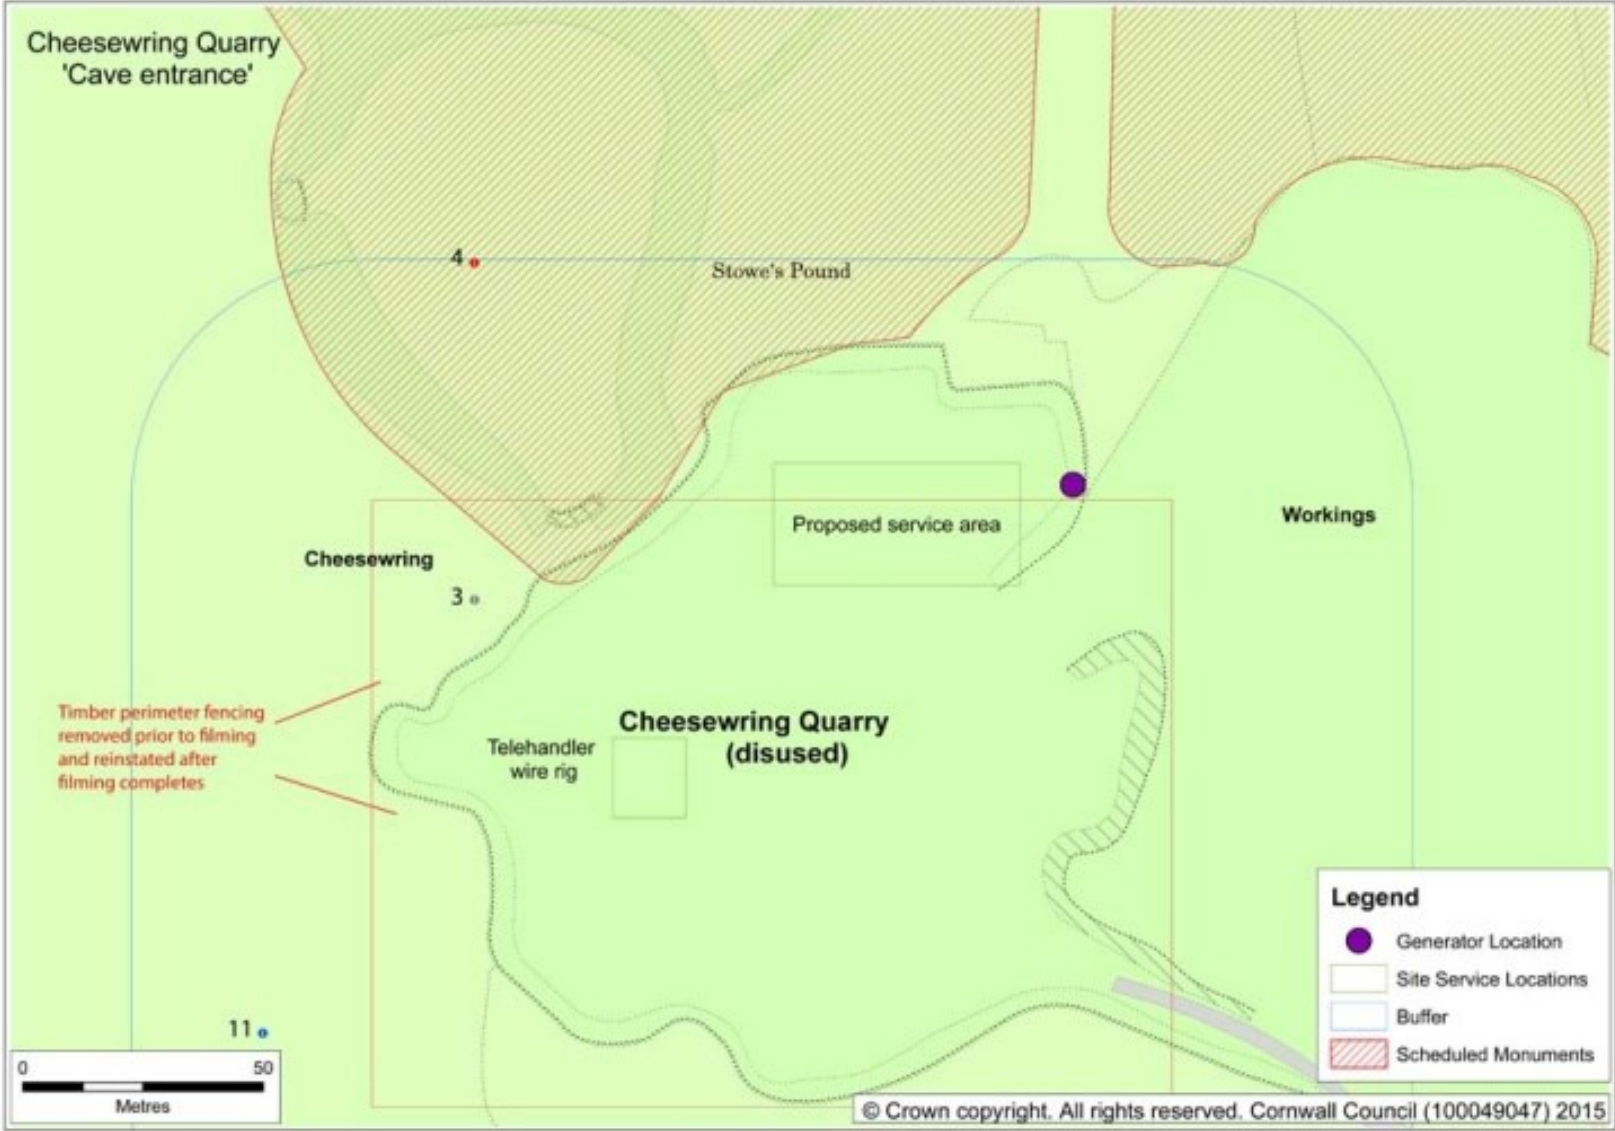 Cheesewring Quarry
'Cave entrance'
4
Stowe's Pound
Proposed service area
Workings
Cheesewring
3
Timber perimeter fencing
removed prior to filming
and reinstated after
filming completes
Telehandler
wire rig
Cheesewring Quarry
(disused)
11
0 50
Metres
Legend
Generator Location
Site Service Locations
Buffer
Scheduled Monuments
© Crown copyright. All rights reserved. Cornwall Council (100049047) 2015